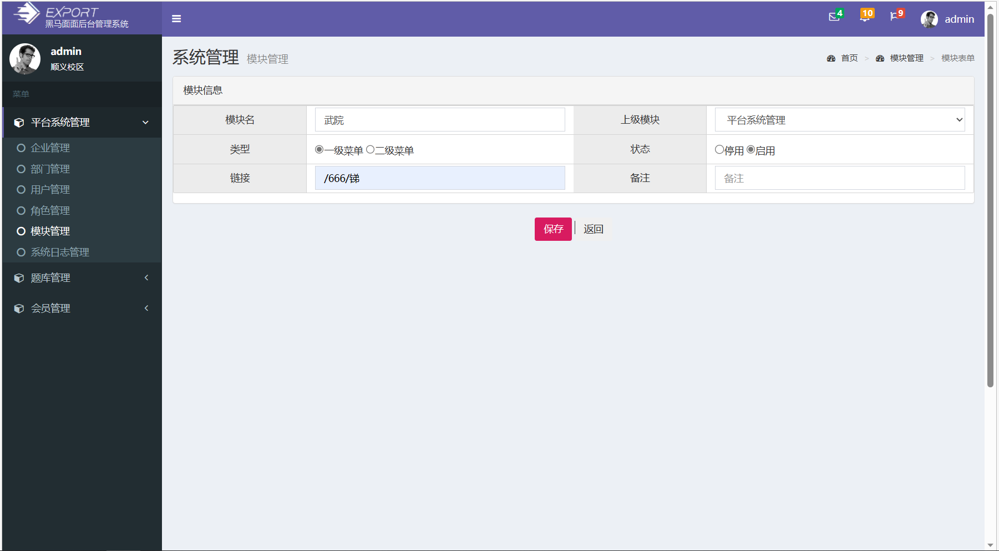 EXPORT
黑马面面后台管理系统
4
10
9
admin
admin
顺义校区
菜单
平台系统管理
企业管理
部门管理
用户管理
角色管理
模块管理
系统日志管理
题库管理
会员管理
系统管理 模块管理
首页 > 模块管理 > 模块表单
模块信息
模块名 武院 上级模块 平台系统管理
类型 一级菜单 二级菜单 状态 停用 启用
链接 /666/锑 备注 备注
保存 | 返回